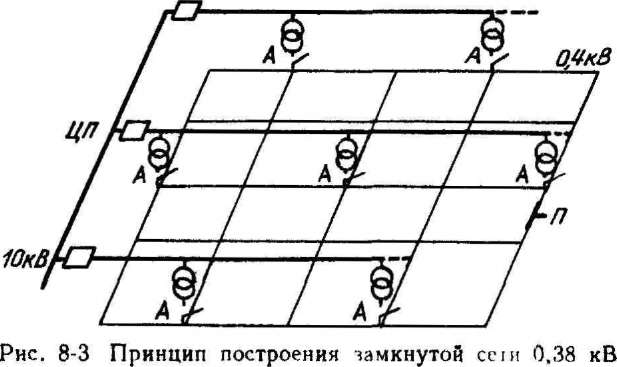 А
0,4кВ
ЦП
А А А
П
10кВ
А А
Рис. 8-3 Принцип построения замкнутой сети 0,38 кВ